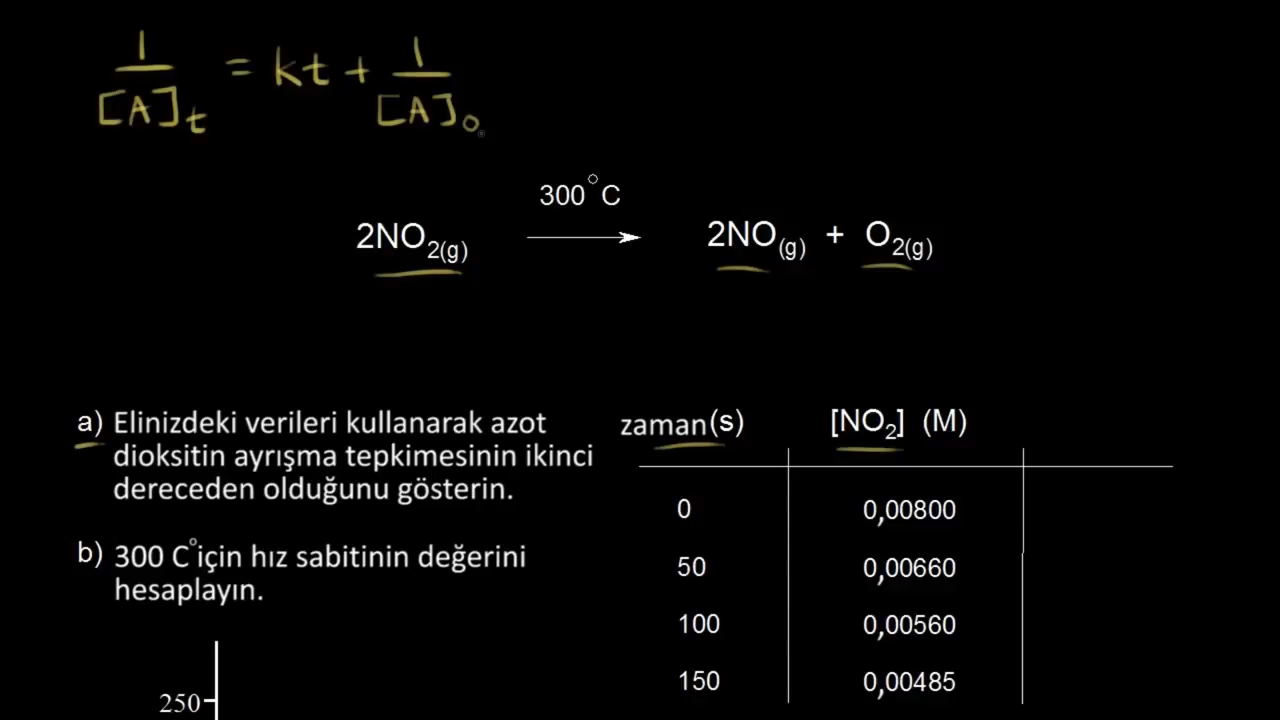 1/[A]t = kt + 1/[A]0
300°C
2NO2(g) → 2NO(g) + O2(g)
a) Elinizdeki verileri kullanarak azot
dioksitin ayrışma tepkimesinin ikinci
dereceden olduğunu gösterin.
b) 300 C°için hız sabitinin değerini
hesaplayın.
zaman(s) [NO2] (M)
0 0,00800
50 0,00660
100 0,00560
150 0,00485
250